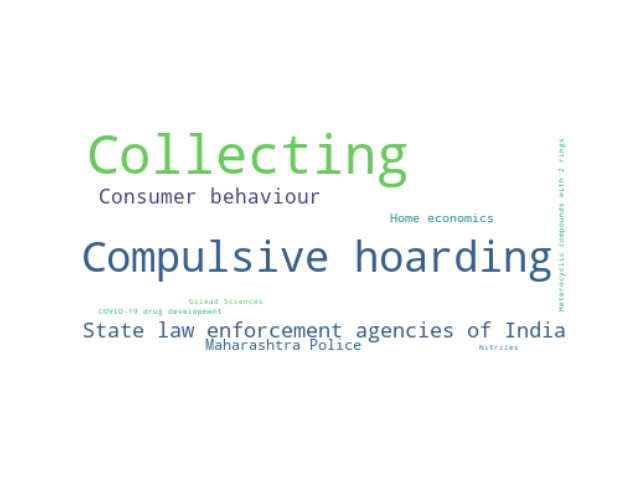 Collecting
Consumer behaviour
Home economics
Compulsive hoarding
Heterocyclic compounds with 2 rings
Gilead Sciences
COVID-19 drug development
State law enforcement agencies of India
Maharashtra Police
Nitriles